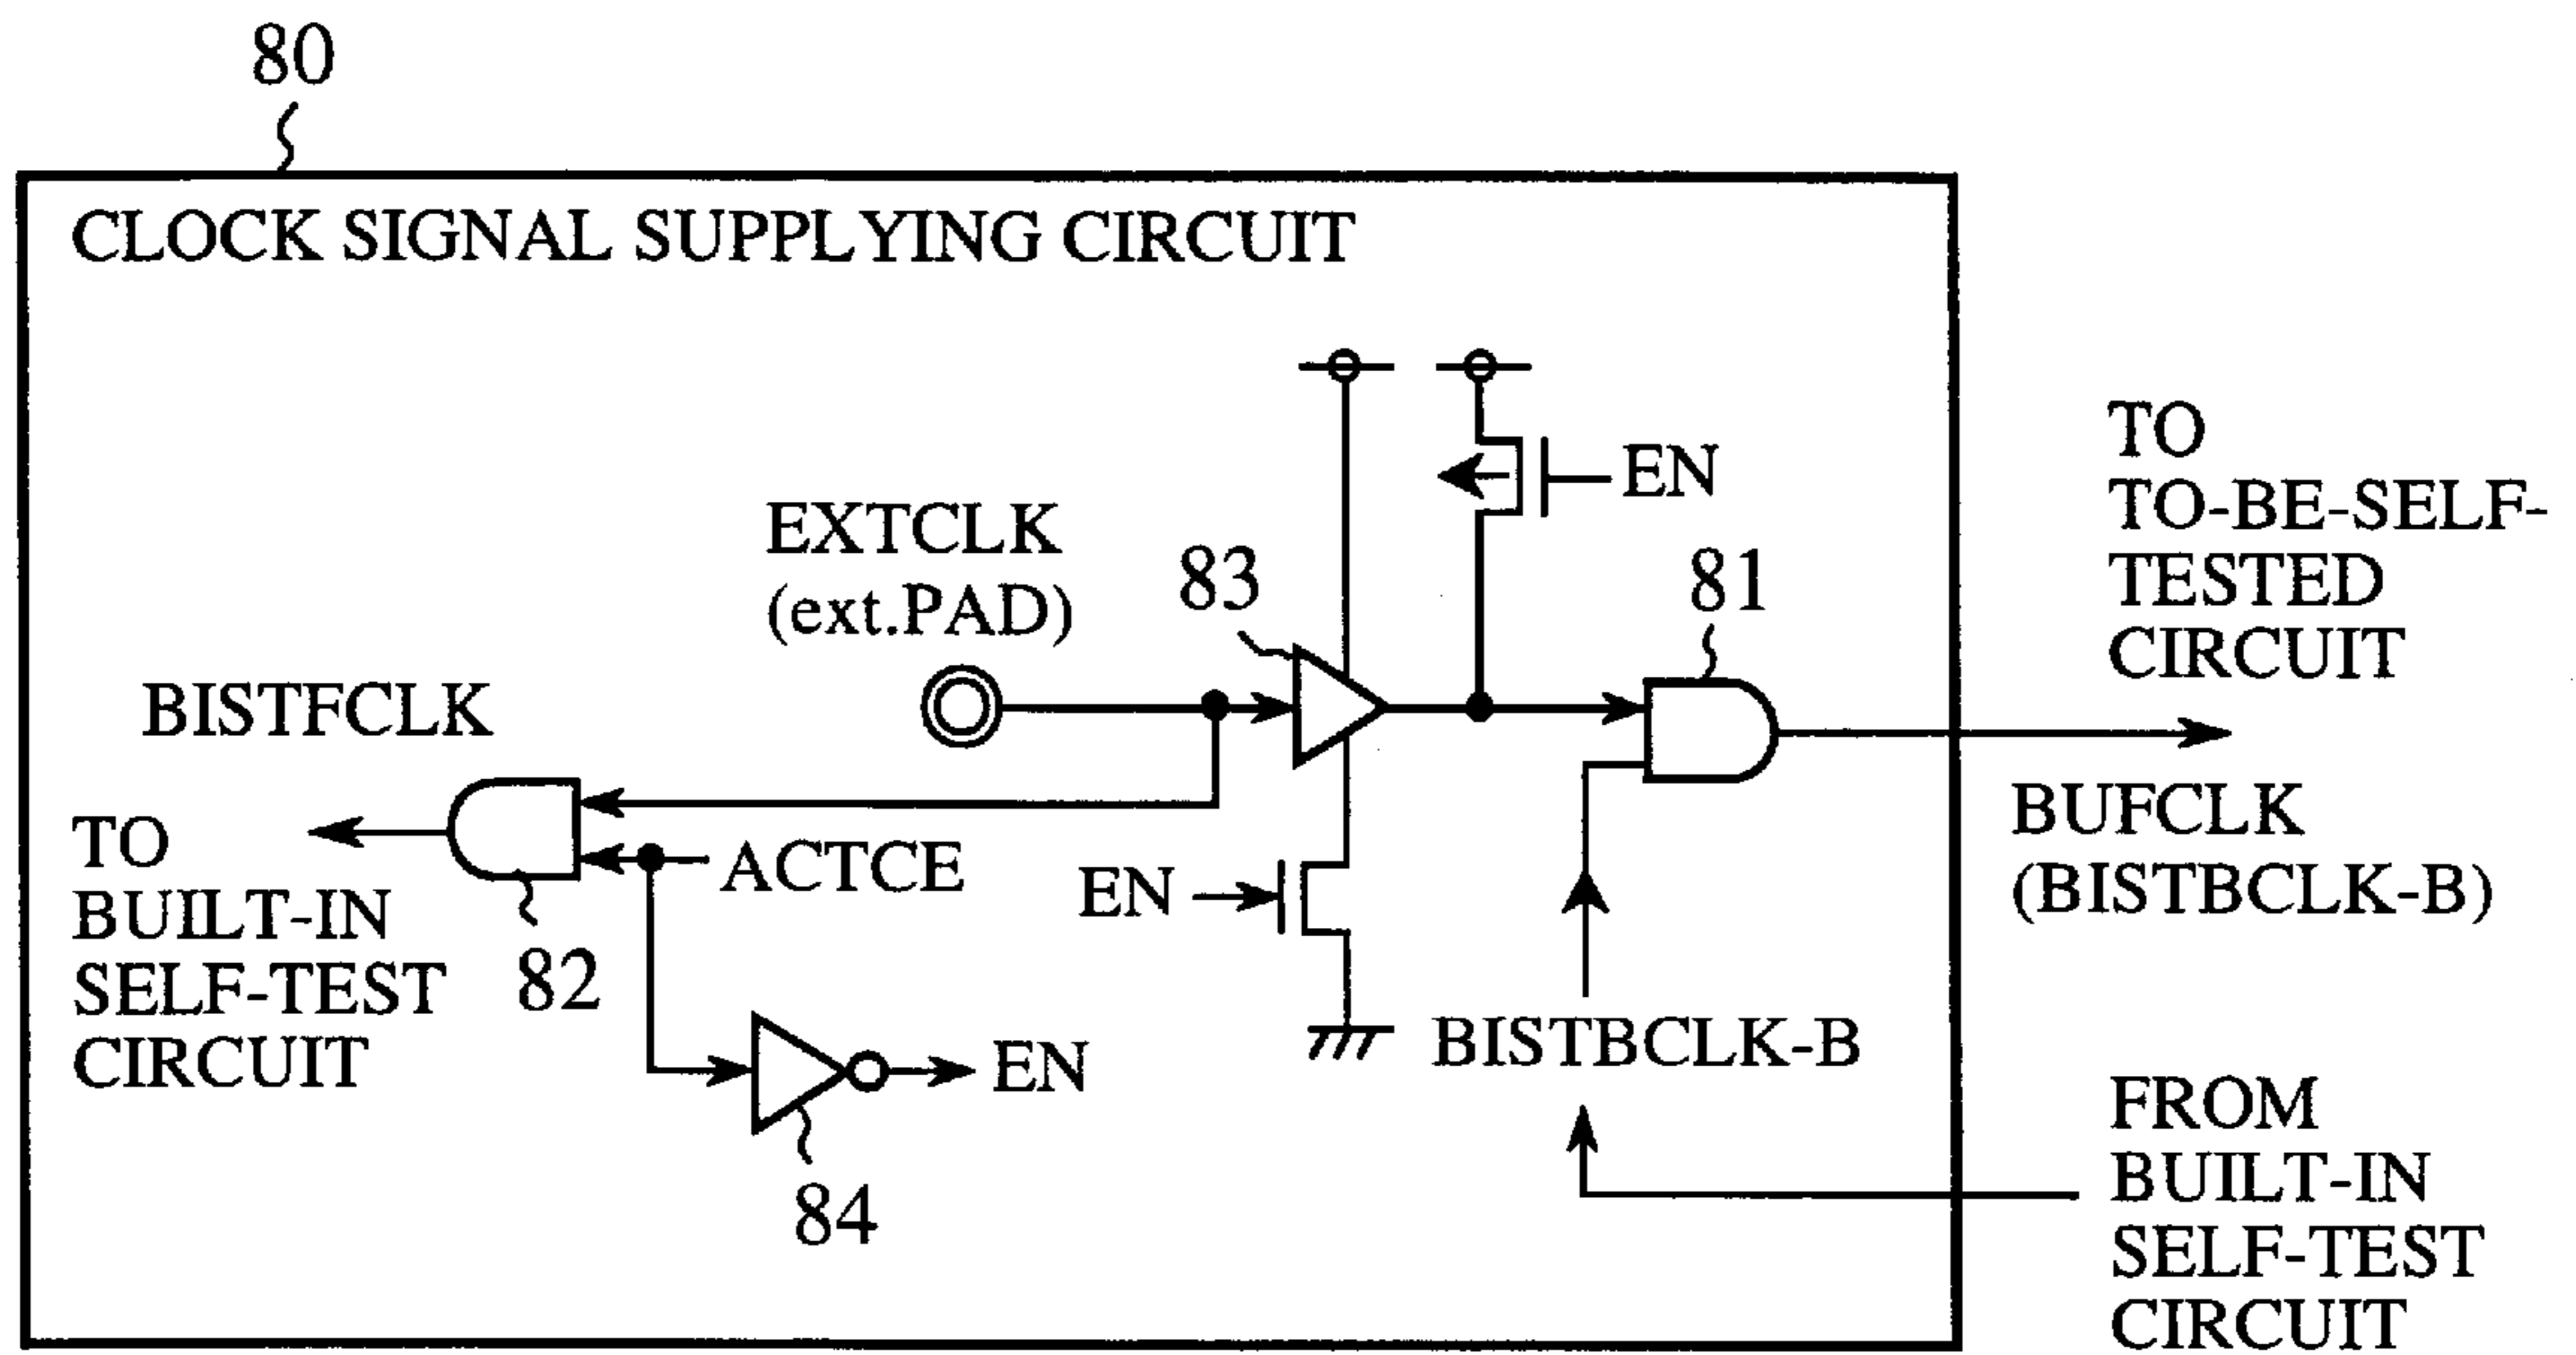 80
CLOCK SIGNAL SUPPLYING CIRCUIT
EXTCLK
(ext.PAD)
83
EN
81
TO
TO-BE-SELF-
TESTED
CIRCUIT
BISTFCLK
TO
BUILT-IN
SELF-TEST
CIRCUIT
82
ACTCE
EN
84
EN
BISTBCLK-B
BUFCLK
(BISTBCLK-B)
FROM
BUILT-IN
SELF-TEST
CIRCUIT